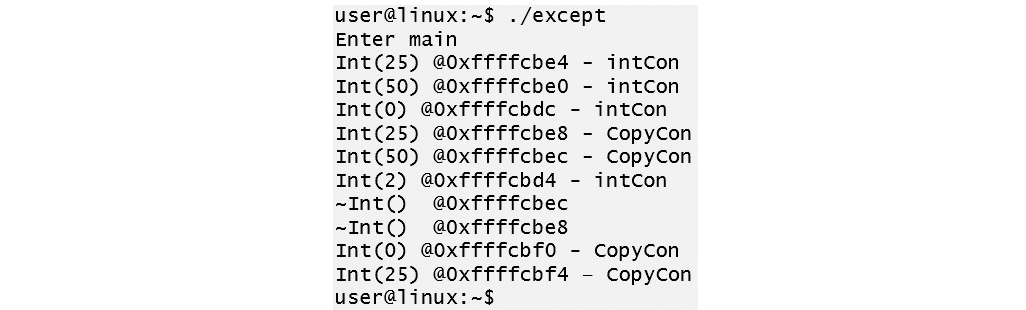 user@linux:~$ ./except
Enter main
Int(25) @0xffffcbe4 – intCon
Int(50) @0xffffcbe0 – intCon
Int(0) @0xffffcbdc – intCon
Int(25) @0xffffcbe8 – CopyCon
Int(50) @0xffffcbec – CopyCon
Int(2) @0xffffcbd4 – intCon
~Int()  @0xffffcbec
~Int()  @0xffffcbe8
Int(0) @0xffffcbf0 – CopyCon
Int(25) @0xffffcbf4 – CopyCon
user@linux:~$